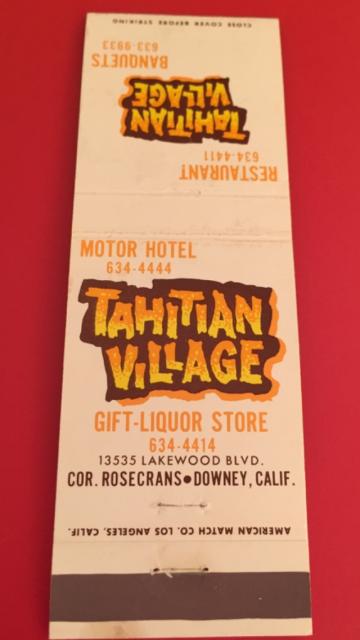 CLOSE COVER BEFORE STRIKING
BANQUETS
633-9933
TAHITIAN
VILLAGE
RESTAURANT
634-4411
MOTOR HOTEL
634-4444
TAHITIAN
VILLAGE
GIFT-LIQUOR STORE
634-4414
13535 LAKEWOOD BLVD.
COR. ROSECRANS•DOWNEY, CALIF.
AMERICAN MATCH CO. LOS ANGELES, CALIF.